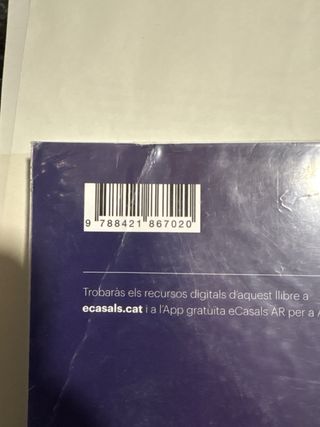 9 788421 867020
Trobaràs els recursos digitals d'aquest llibre a
ecasals.cat i a l'App gratuïta eCasals AR per a